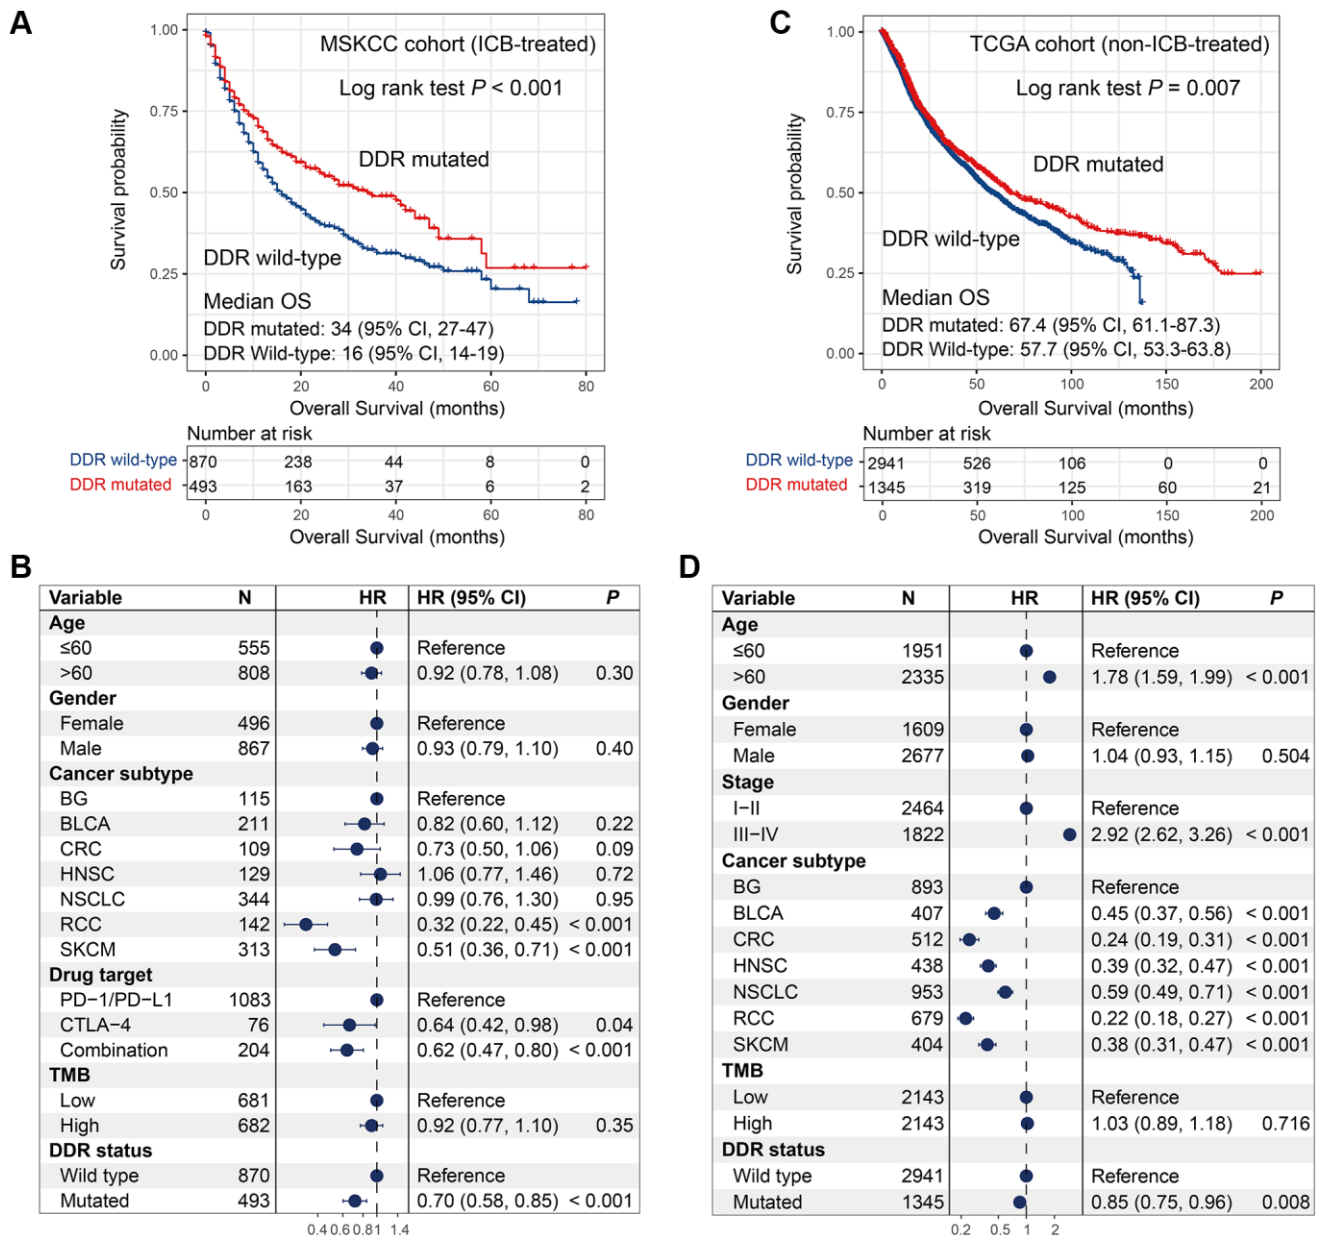 A
MSKCC cohort (ICB-treated)
Log rank test P < 0.001
DDR mutated
DDR wild-type
Median OS
DDR mutated: 34 (95% CI, 27-47)
DDR Wild-type: 16 (95% CI, 14-19)
Survival probability
1.00
0.75
0.50
0.25
0.00
0 20 40 60 80
Overall Survival (months)
Number at risk
DDR wild-type 870 238 44 8 0
DDR mutated 493 163 37 6 2
0 20 40 60 80
Overall Survival (months)
C
TCGA cohort (non-ICB-treated)
Log rank test P = 0.007
DDR mutated
DDR wild-type
Median OS
DDR mutated: 67.4 (95% CI, 61.1-87.3)
DDR Wild-type: 57.7 (95% CI, 53.3-63.8)
Survival probability
1.00
0.75
0.50
0.25
0.00
0 50 100 150 200
Overall Survival (months)
Number at risk
DDR wild-type 2941 526 106 0 0
DDR mutated 1345 319 125 60 21
0 50 100 150 200
Overall Survival (months)
B
Variable N HR HR (95% CI) P
Age
≤60 555 Reference
>60 808 0.92 (0.78, 1.08) 0.30
Gender
Female 496 Reference
Male 867 0.93 (0.79, 1.10) 0.40
Cancer subtype
BG 115 Reference
BLCA 211 0.82 (0.60, 1.12) 0.22
CRC 109 0.73 (0.50, 1.06) 0.09
HNSC 129 1.06 (0.77, 1.46) 0.72
NSCLC 344 0.99 (0.76, 1.30) 0.95
RCC 142 0.32 (0.22, 0.45) < 0.001
SKCM 313 0.51 (0.36, 0.71) < 0.001
Drug target
PD−1/PD−L1 1083 Reference
CTLA−4 76 0.64 (0.42, 0.98) 0.04
Combination 204 0.62 (0.47, 0.80) < 0.001
TMB
Low 681 Reference
High 682 0.92 (0.77, 1.10) 0.35
DDR status
Wild type 870 Reference
Mutated 493 0.70 (0.58, 0.85) < 0.001
0.4 0.6 0.8 1 1.4
D
Variable N HR HR (95% CI) P
Age
≤60 1951 Reference
>60 2335 1.78 (1.59, 1.99) < 0.001
Gender
Female 1609 Reference
Male 2677 1.04 (0.93, 1.15) 0.504
Stage
I−II 2464 Reference
III−IV 1822 2.92 (2.62, 3.26) < 0.001
Cancer subtype
BG 893 Reference
BLCA 407 0.45 (0.37, 0.56) < 0.001
CRC 512 0.24 (0.19, 0.31) < 0.001
HNSC 438 0.39 (0.32, 0.47) < 0.001
NSCLC 953 0.59 (0.49, 0.71) < 0.001
RCC 679 0.22 (0.18, 0.27) < 0.001
SKCM 404 0.38 (0.31, 0.47) < 0.001
TMB
Low 2143 Reference
High 2143 1.03 (0.89, 1.18) 0.716
DDR status
Wild type 2941 Reference
Mutated 1345 0.85 (0.75, 0.96) 0.008
0.2 0.5 1 2